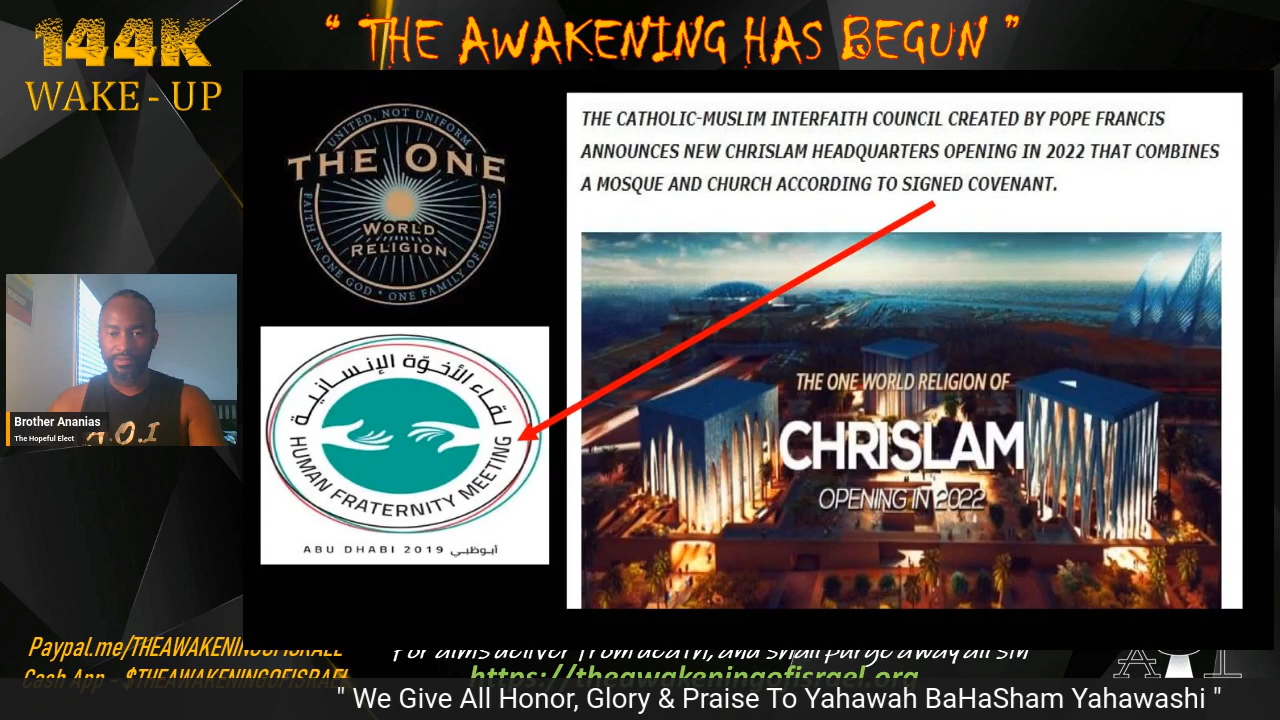 144K
WAKE - UP
“ THE AWAKENING HAS BEGUN ”
UNITED, NOT UNIFORM
THE ONE
WORLD
RELIGION
FAITH IN ONE GOD • ONE FAMILY OF HUMANS
THE CATHOLIC-MUSLIM INTERFAITH COUNCIL CREATED BY POPE FRANCIS
ANNOUNCES NEW CHRISLAM HEADQUARTERS OPENING IN 2022 THAT COMBINES
A MOSQUE AND CHURCH ACCORDING TO SIGNED COVENANT.
لقاء الأخوّة الإنسانية
HUMAN FRATERNITY MEETING
ABU DHABI 2019 أبوظبي
THE ONE WORLD RELIGION OF
CHRISLAM
OPENING IN 2022
Brother Ananias
The Hopeful Elect
A.O.I
Paypal.me/THEAWAKENINGOFISRAEL
Cash App - $THEAWAKENINGOFISRAEL
For alms deliver from death, and shall purge away all sin
https://theawakeningofisrael.org
" We Give All Honor, Glory & Praise To Yahawah BaHaSham Yahawashi "